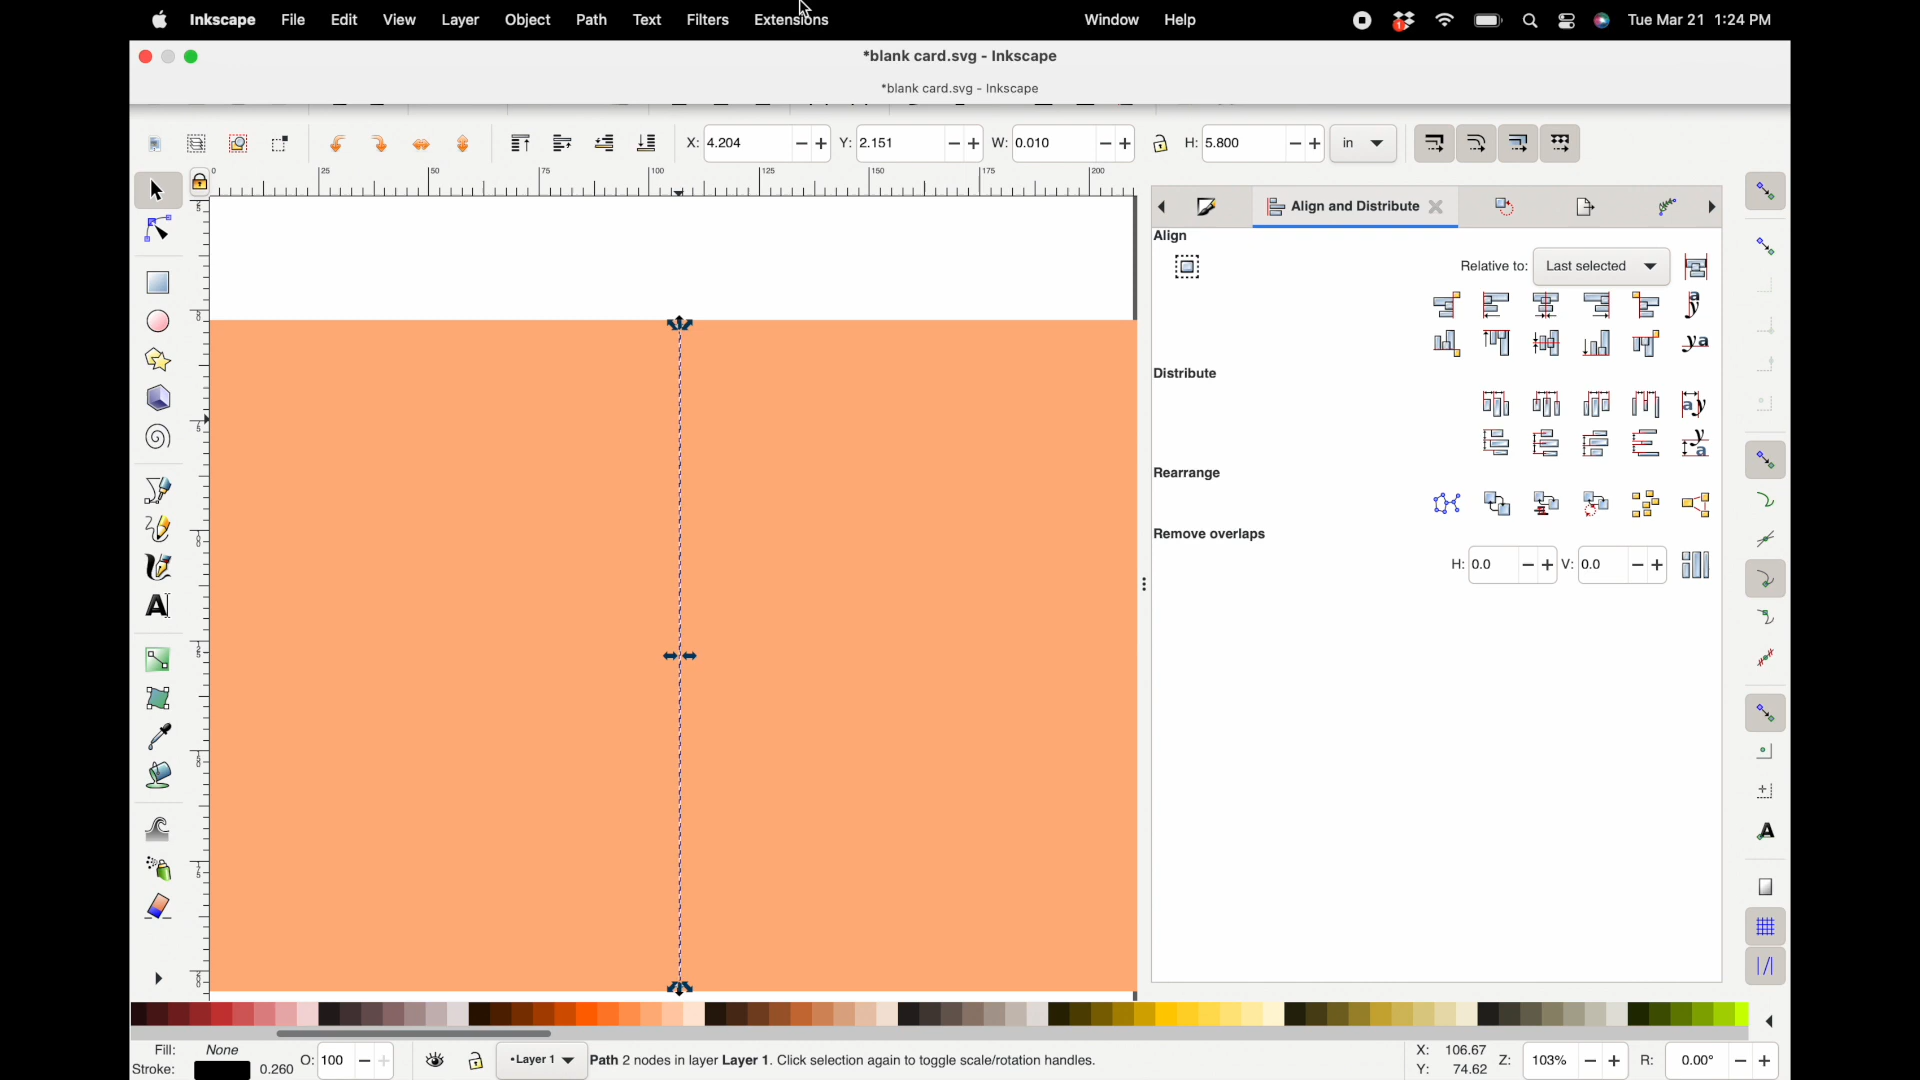 Inkscape File Edit View Layer Object Path Text Filters Extensions Window Help 1 Tue Mar 21 1:24 PM
*blank card.svg - Inkscape
*blank card.svg - Inkscape
X: 4.204 Y: 2.151 W: 0.010 H: 5.800 in
0 25 50 75 100 125 150 175 200
Align and Distribute
Align
Relative to: Last selected
Distribute
Rearrange
Remove overlaps
H: 0.0 V: 0.0
Fill: None
Stroke: 0.260 O: 100 •Layer 1 Path 2 nodes in layer Layer 1. Click selection again to toggle scale/rotation handles.
X: 106.67
Y: 74.62 Z: 103% R: 0.00°